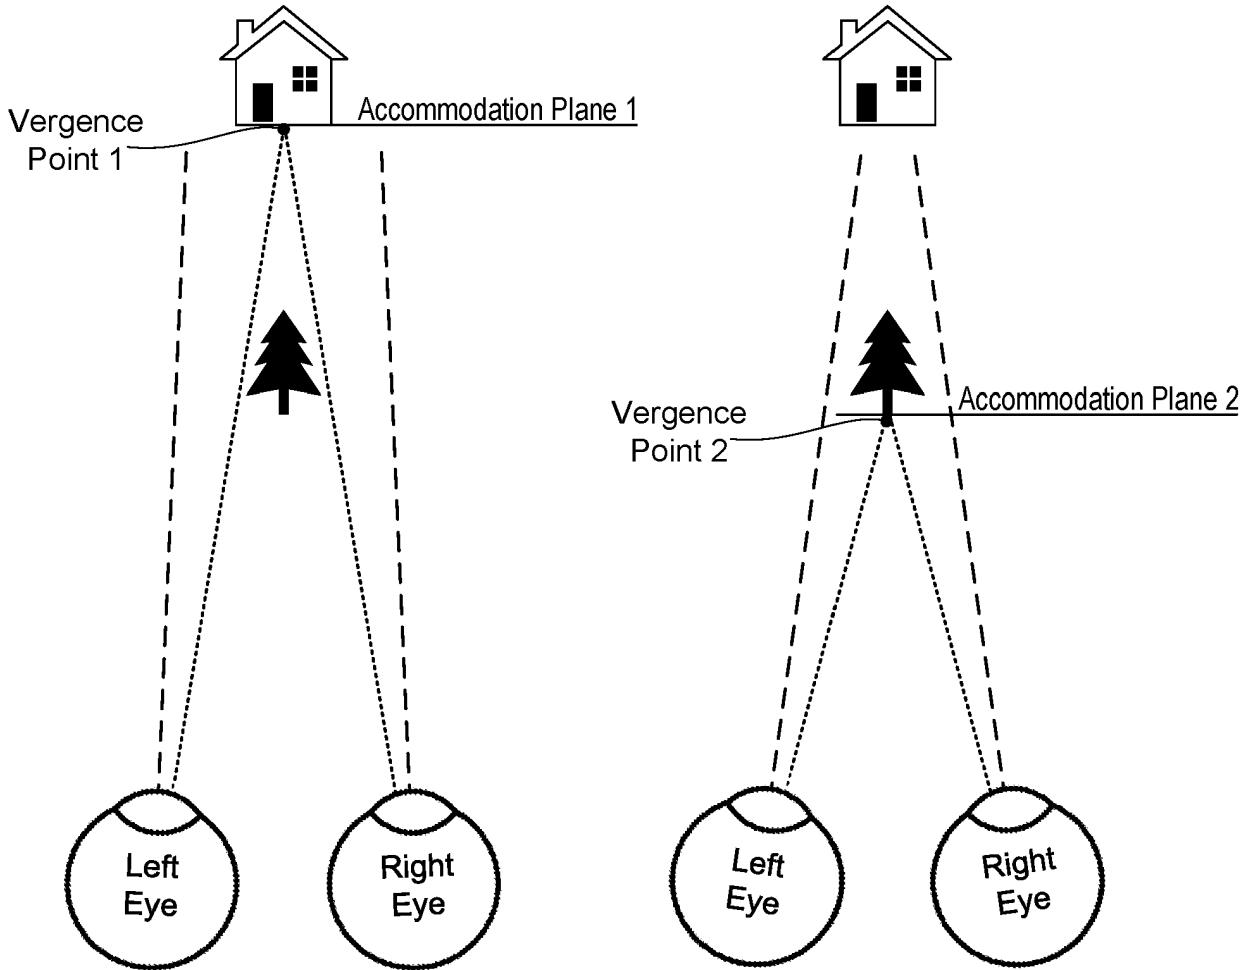 Accommodation Plane 1
Vergence
Point 1
Accommodation Plane 2
Vergence
Point 2
Left
Eye
Right
Eye
Left
Eye
Right
Eye